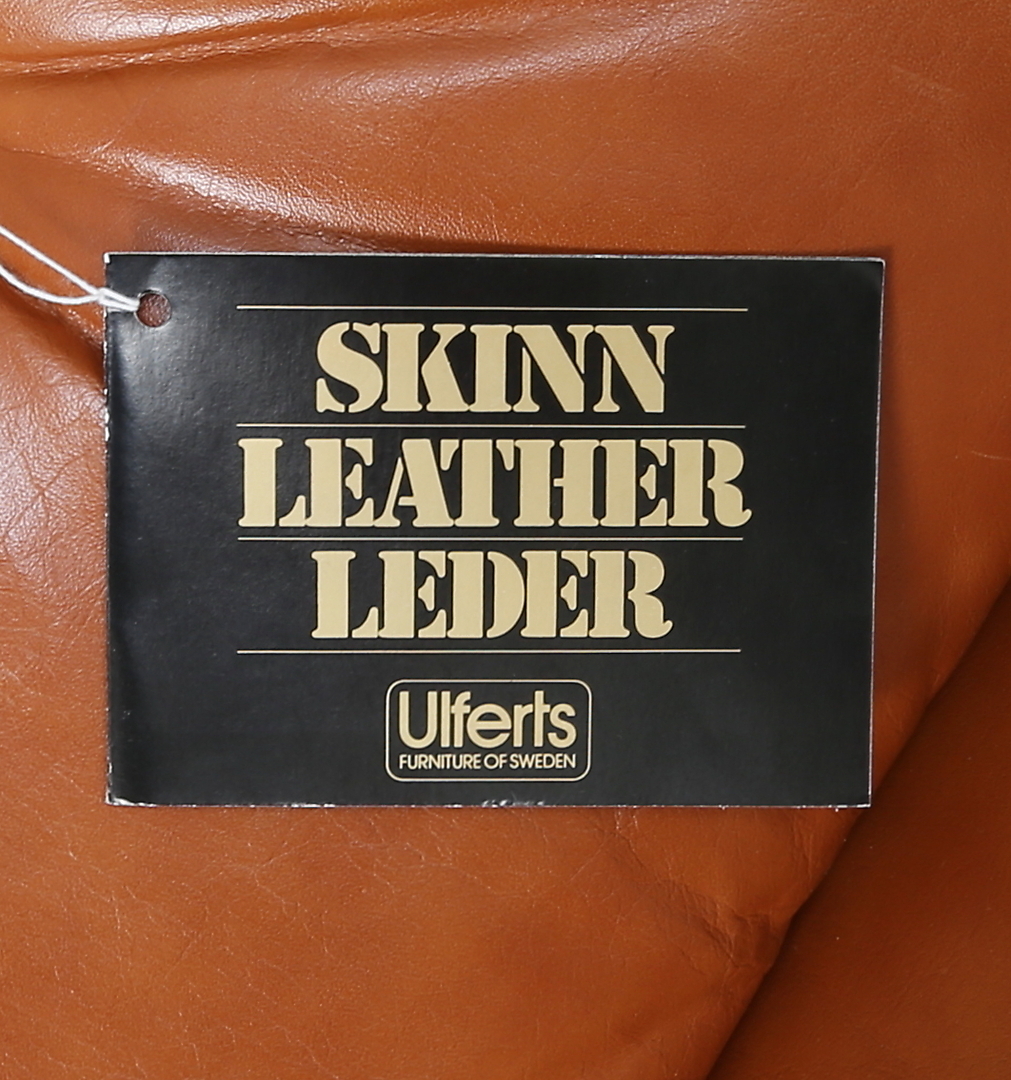 SKINN
LEATHER
LEDER
Ulferts
FURNITURE OF SWEDEN